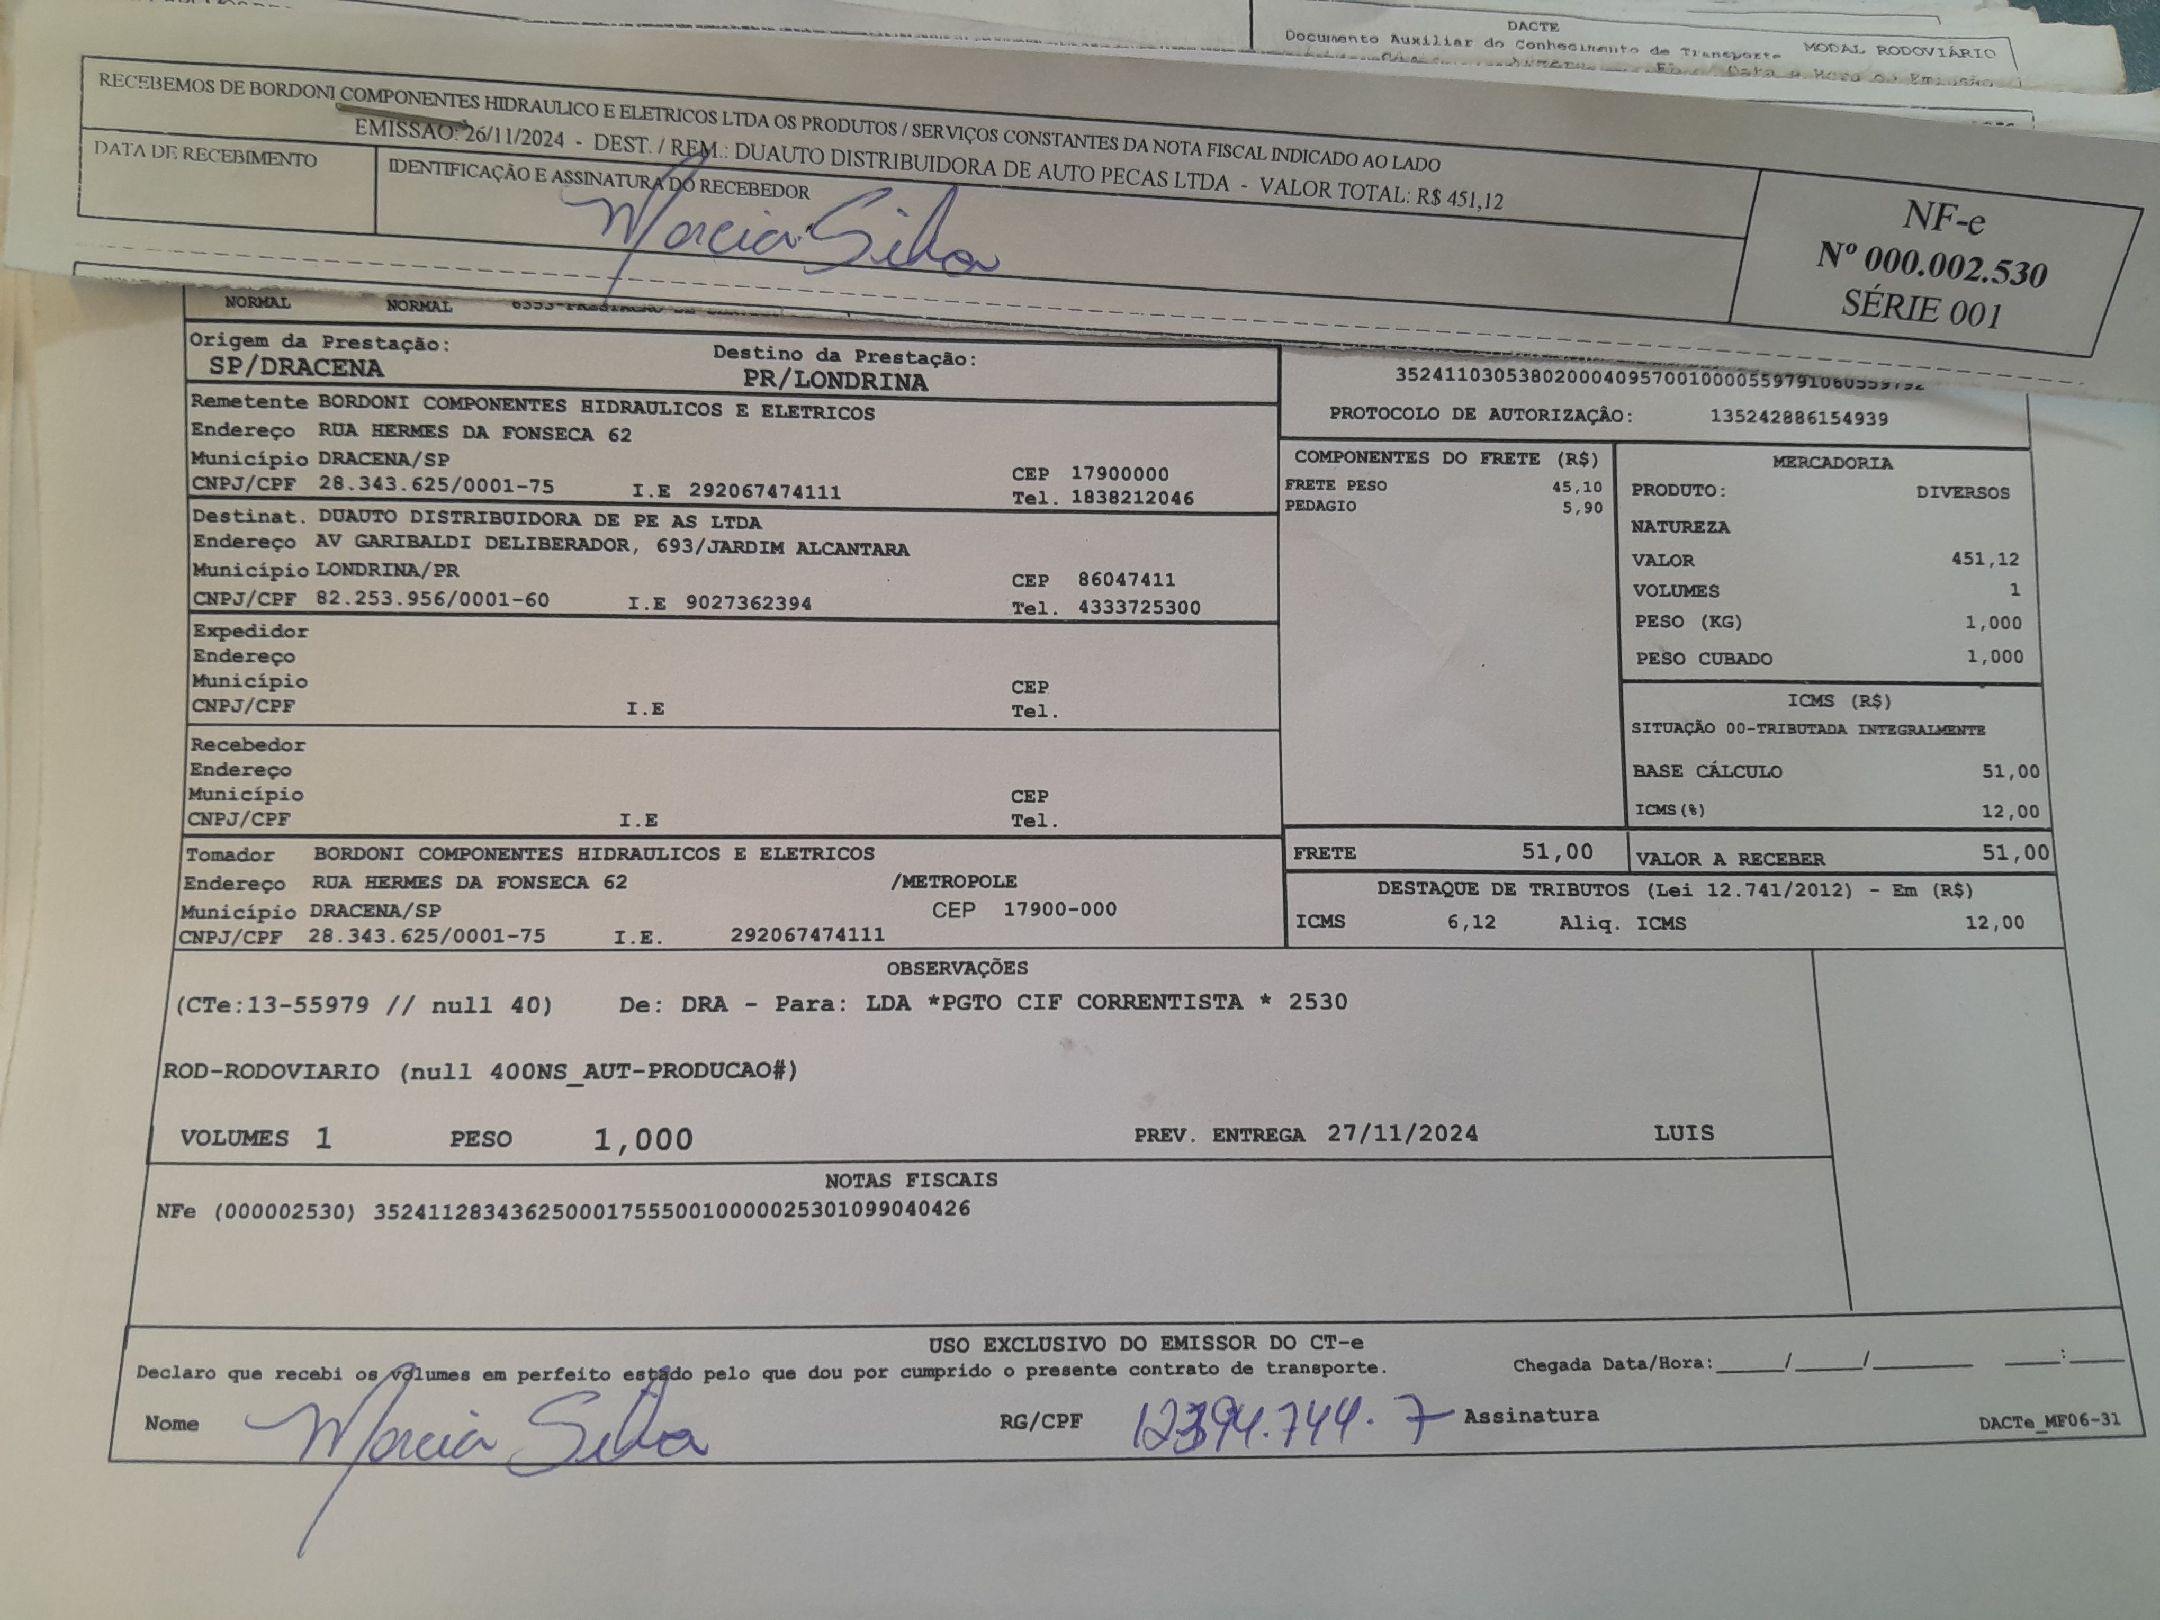 DACTE
Documento Auxiliar do Conhecimento de Transporte MODAL RODOVIÁRIO
RECEBEMOS DE BORDONI COMPONENTES HIDRAULICO E ELETRICOS LTDA OS PRODUTOS / SERVIÇOS CONSTANTES DA NOTA FISCAL INDICADO AO LADO
EMISSAO: 26/11/2024 - DEST. / REM.: DUAUTO DISTRIBUIDORA DE AUTO PECAS LTDA - VALOR TOTAL: R$ 451,12
DATA DE RECEBIMENTO
IDENTIFICAÇÃO E ASSINATURA DO RECEBEDOR
Marcia Silva
NF-e
Nº 000.002.530
SÉRIE 001
NORMAL NORMAL
Origem da Prestação: Destino da Prestação:
SP/DRACENA PR/LONDRINA
Remetente BORDONI COMPONENTES HIDRAULICOS E ELETRICOS
Endereço RUA HERMES DA FONSECA 62
Município DRACENA/SP CEP 17900000
CNPJ/CPF 28.343.625/0001-75 I.E 292067474111 Tel. 1838212046
Destinat. DUAUTO DISTRIBUIDORA DE PE AS LTDA
Endereço AV GARIBALDI DELIBERADOR, 693/JARDIM ALCANTARA
Município LONDRINA/PR CEP 86047411
CNPJ/CPF 82.253.956/0001-60 I.E 9027362394 Tel. 4333725300
Expedidor
Endereço
Município CEP
CNPJ/CPF I.E Tel.
Recebedor
Endereço
Município CEP
CNPJ/CPF I.E Tel.
Tomador BORDONI COMPONENTES HIDRAULICOS E ELETRICOS
Endereço RUA HERMES DA FONSECA 62 /METROPOLE
Município DRACENA/SP CEP 17900-000
CNPJ/CPF 28.343.625/0001-75 I.E. 292067474111
PROTOCOLO DE AUTORIZAÇÂO: 135242886154939
COMPONENTES DO FRETE (R$)
FRETE PESO 45,10
PEDAGIO 5,90
MERCADORIA
PRODUTO: DIVERSOS
NATUREZA
VALOR 451,12
VOLUMES 1
PESO (KG) 1,000
PESO CUBADO 1,000
ICMS (R$)
SITUAÇÃO 00-TRIBUTADA INTEGRALMENTE
BASE CÁLCULO 51,00
ICMS(%) 12,00
FRETE 51,00 VALOR A RECEBER 51,00
DESTAQUE DE TRIBUTOS (Lei 12.741/2012) - Em (R$)
ICMS 6,12 Aliq. ICMS 12,00
OBSERVAÇÕES
(CTe:13-55979 // null 40) De: DRA - Para: LDA *PGTO CIF CORRENTISTA * 2530
ROD-RODOVIARIO (null 400NS_AUT-PRODUCAO#)
VOLUMES 1 PESO 1,000 PREV. ENTREGA 27/11/2024 LUIS
NOTAS FISCAIS
NFe (000002530) 35241128343625000175550010000025301099040426
USO EXCLUSIVO DO EMISSOR DO CT-e
Declaro que recebi os volumes em perfeito estado pelo que dou por cumprido o presente contrato de transporte. Chegada Data/Hora:____/____/______ ___:___
Nome Marcia Silva RG/CPF 12394.744.7 Assinatura DACTe_MF06-31